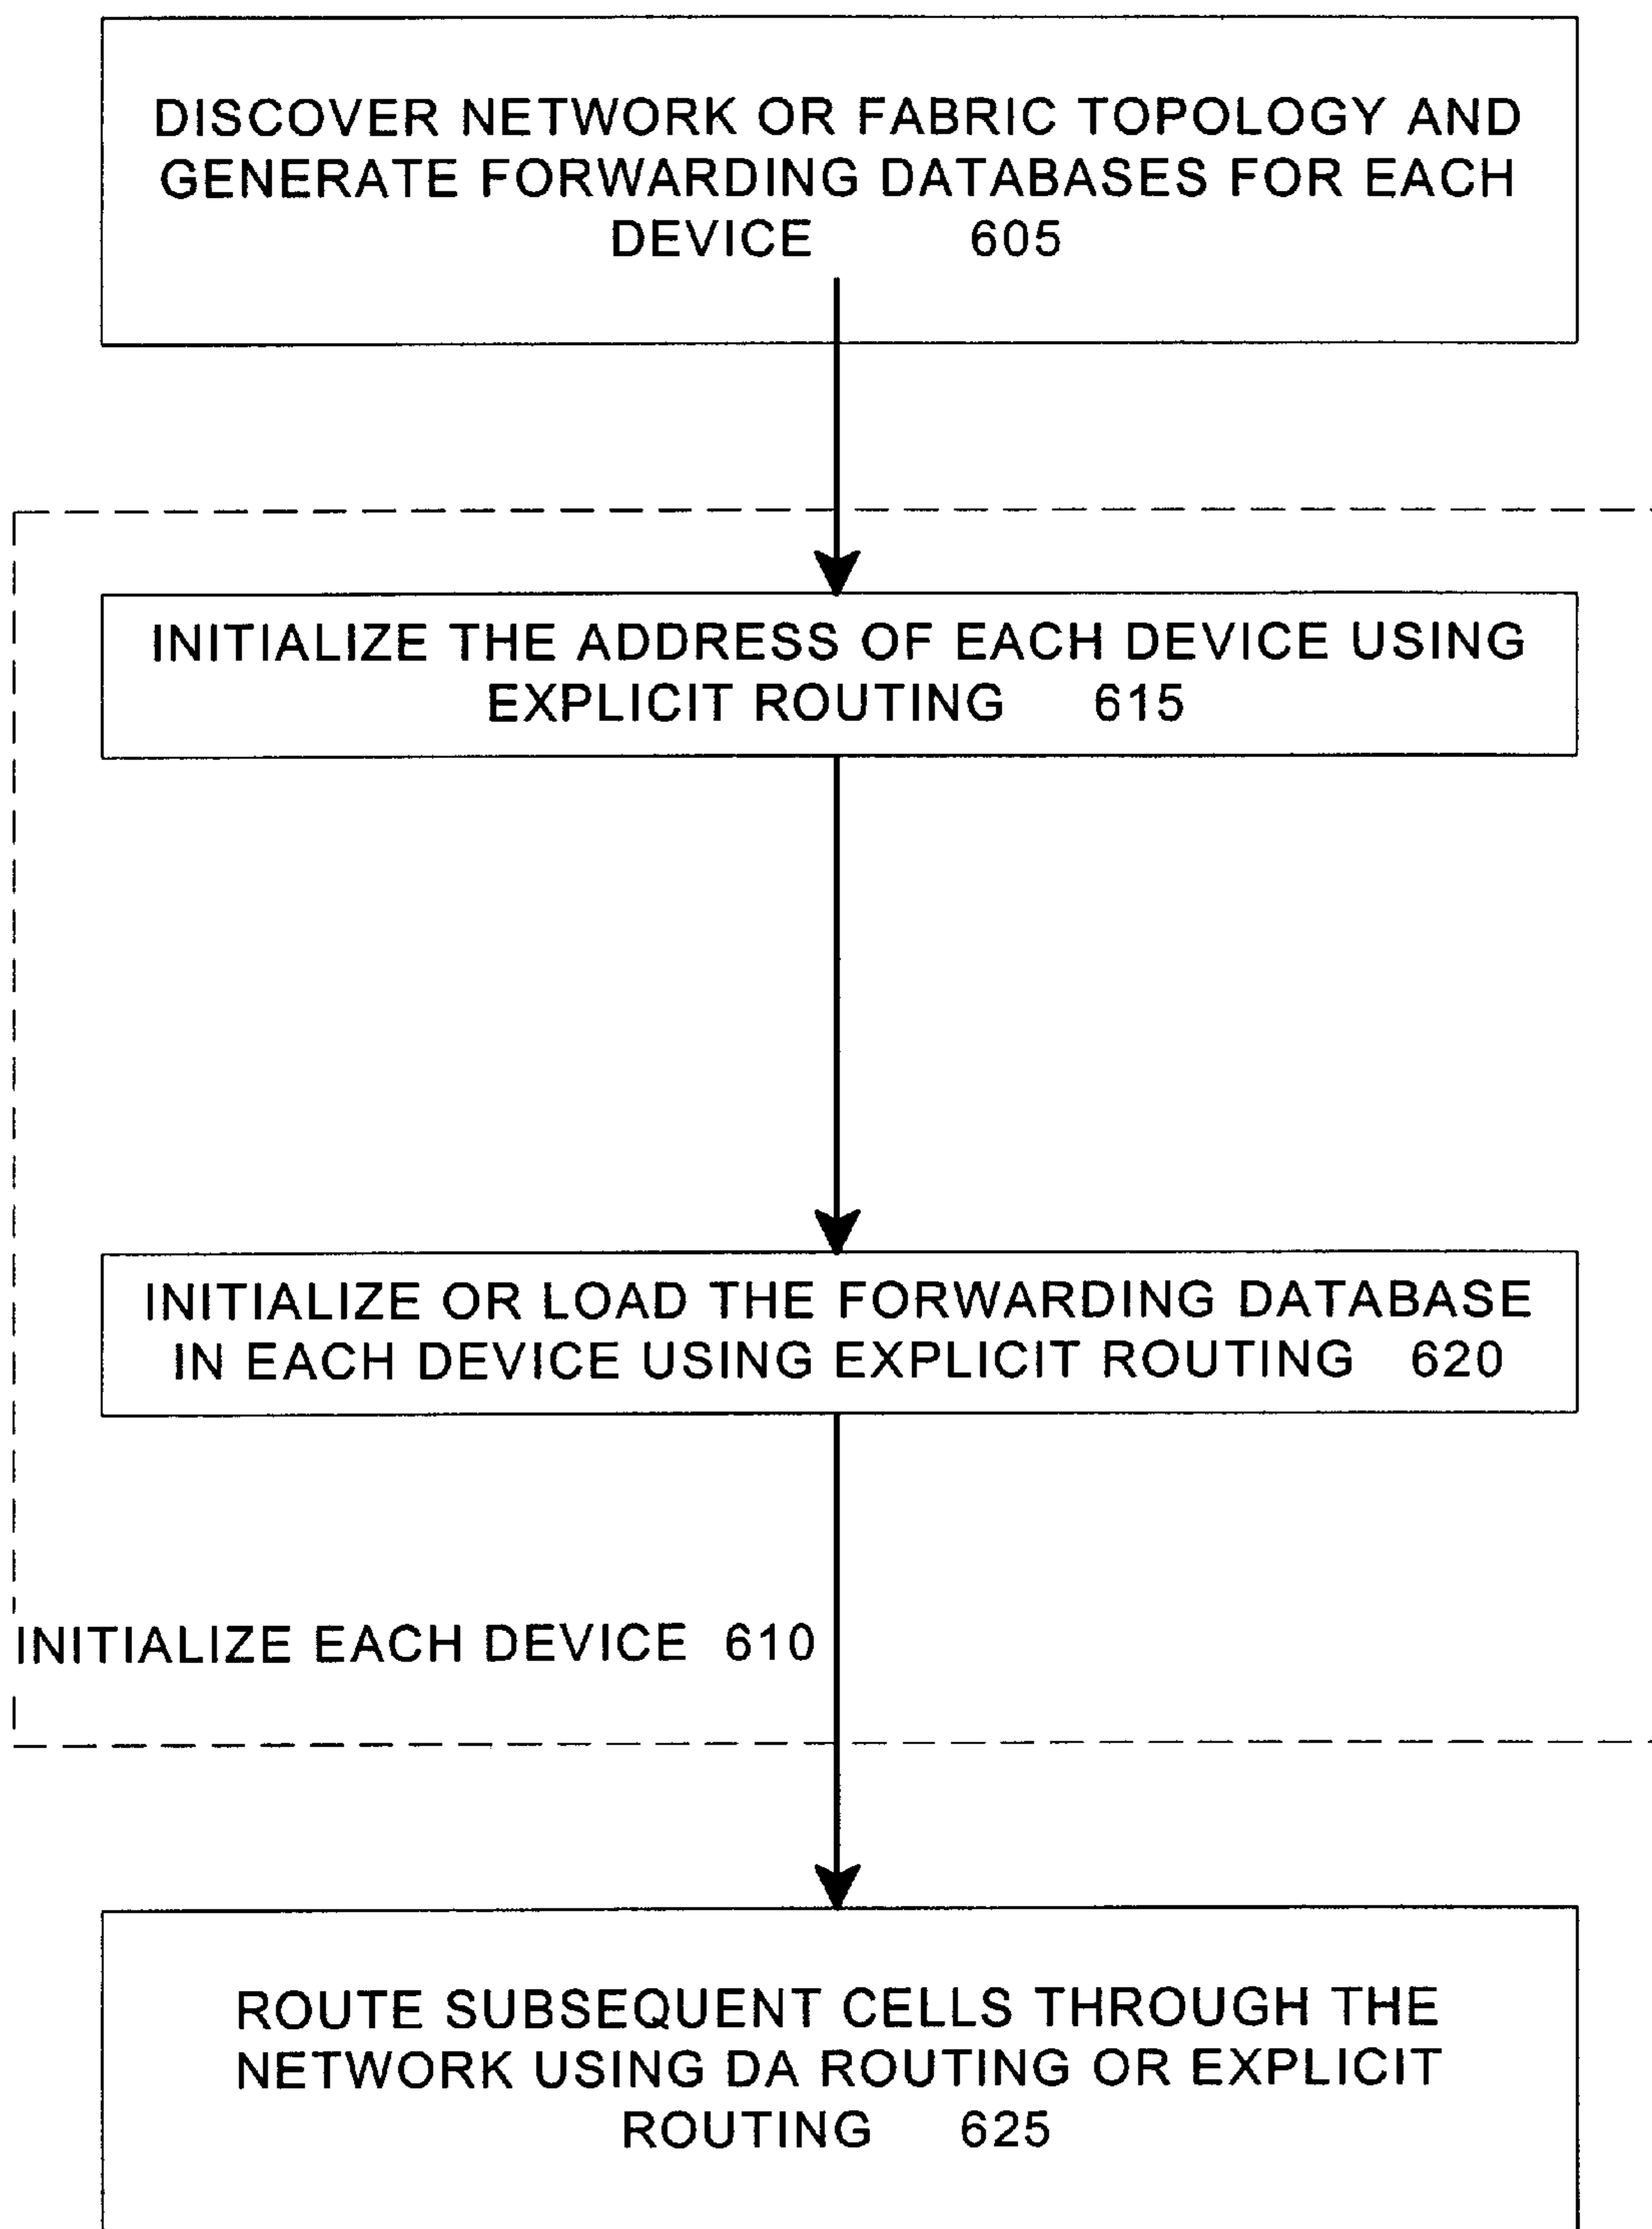 DISCOVER NETWORK OR FABRIC TOPOLOGY AND
GENERATE FORWARDING DATABASES FOR EACH
DEVICE 605
INITIALIZE THE ADDRESS OF EACH DEVICE USING
EXPLICIT ROUTING 615
INITIALIZE OR LOAD THE FORWARDING DATABASE
IN EACH DEVICE USING EXPLICIT ROUTING 620
INITIALIZE EACH DEVICE 610
ROUTE SUBSEQUENT CELLS THROUGH THE
NETWORK USING DA ROUTING OR EXPLICIT
ROUTING 625